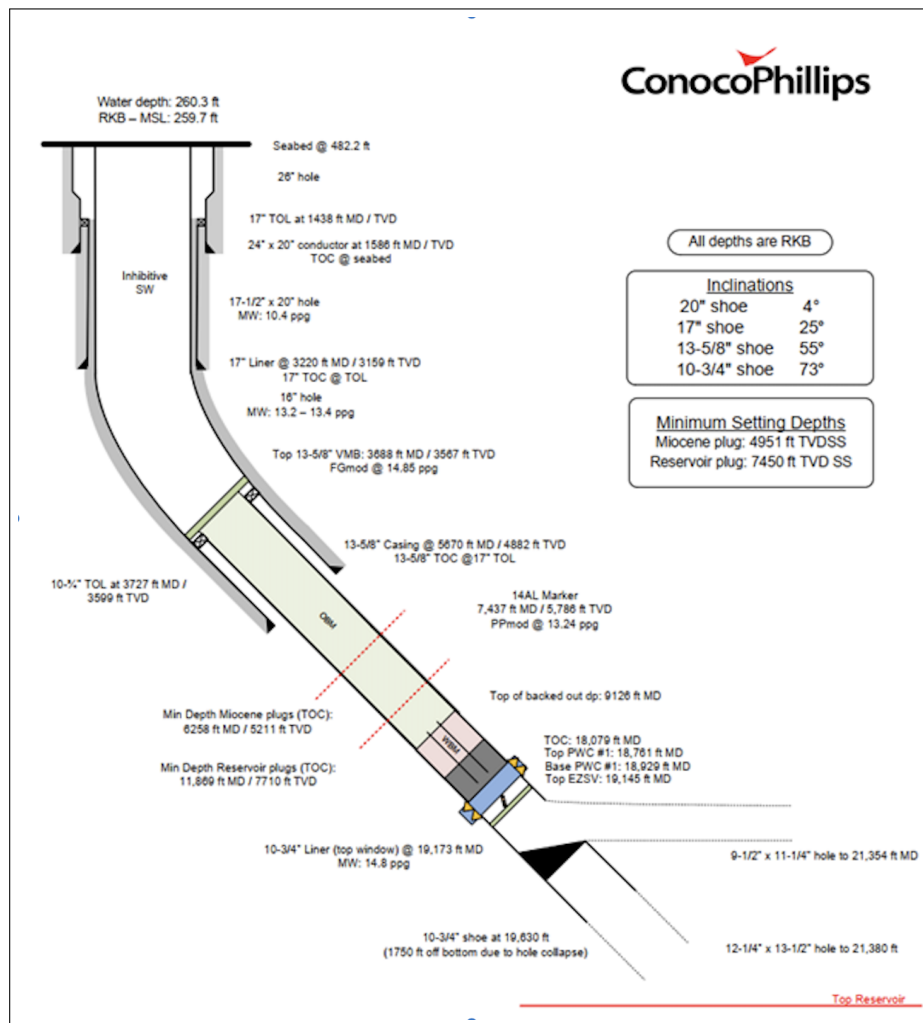 ConocoPhillips
Water depth: 260.3 ft
RKB – MSL: 259.7 ft
Seabed @ 482.2 ft
26" hole
17" TOL at 1438 ft MD / TVD
24" x 20" conductor at 1586 ft MD / TVD
TOC @ seabed
Inhibitive
SW
17-1/2" x 20" hole
MW: 10.4 ppg
17" Liner @ 3220 ft MD / 3159 ft TVD
17" TOC @ TOL
16" hole
MW: 13.2 – 13.4 ppg
Top 13-5/8" VMB: 3688 ft MD / 3567 ft TVD
FGmod @ 14.85 ppg
All depths are RKB
Inclinations
20" shoe 4°
17" shoe 25°
13-5/8" shoe 55°
10-3/4" shoe 73°
Minimum Setting Depths
Miocene plug: 4951 ft TVDSS
Reservoir plug: 7450 ft TVD SS
13-5/8" Casing @ 5670 ft MD / 4882 ft TVD
13-5/8" TOC @17" TOL
10-¾" TOL at 3727 ft MD /
3599 ft TVD
14AL Marker
7,437 ft MD / 5,786 ft TVD
PPmod @ 13.24 ppg
OBM
Top of backed out dp: 9126 ft MD
Min Depth Miocene plugs (TOC):
6258 ft MD / 5211 ft TVD
WBM
TOC: 18,079 ft MD
Top PWC #1: 18,761 ft MD
Base PWC #1: 18,929 ft MD
Top EZSV: 19,145 ft MD
Min Depth Reservoir plugs (TOC):
11,869 ft MD / 7710 ft TVD
10-3/4" Liner (top window) @ 19,173 ft MD
MW: 14.8 ppg
9-1/2" x 11-1/4" hole to 21,354 ft MD
10-3/4" shoe at 19,630 ft
(1750 ft off bottom due to hole collapse)
12-1/4" x 13-1/2" hole to 21,380 ft
Top Reservoir